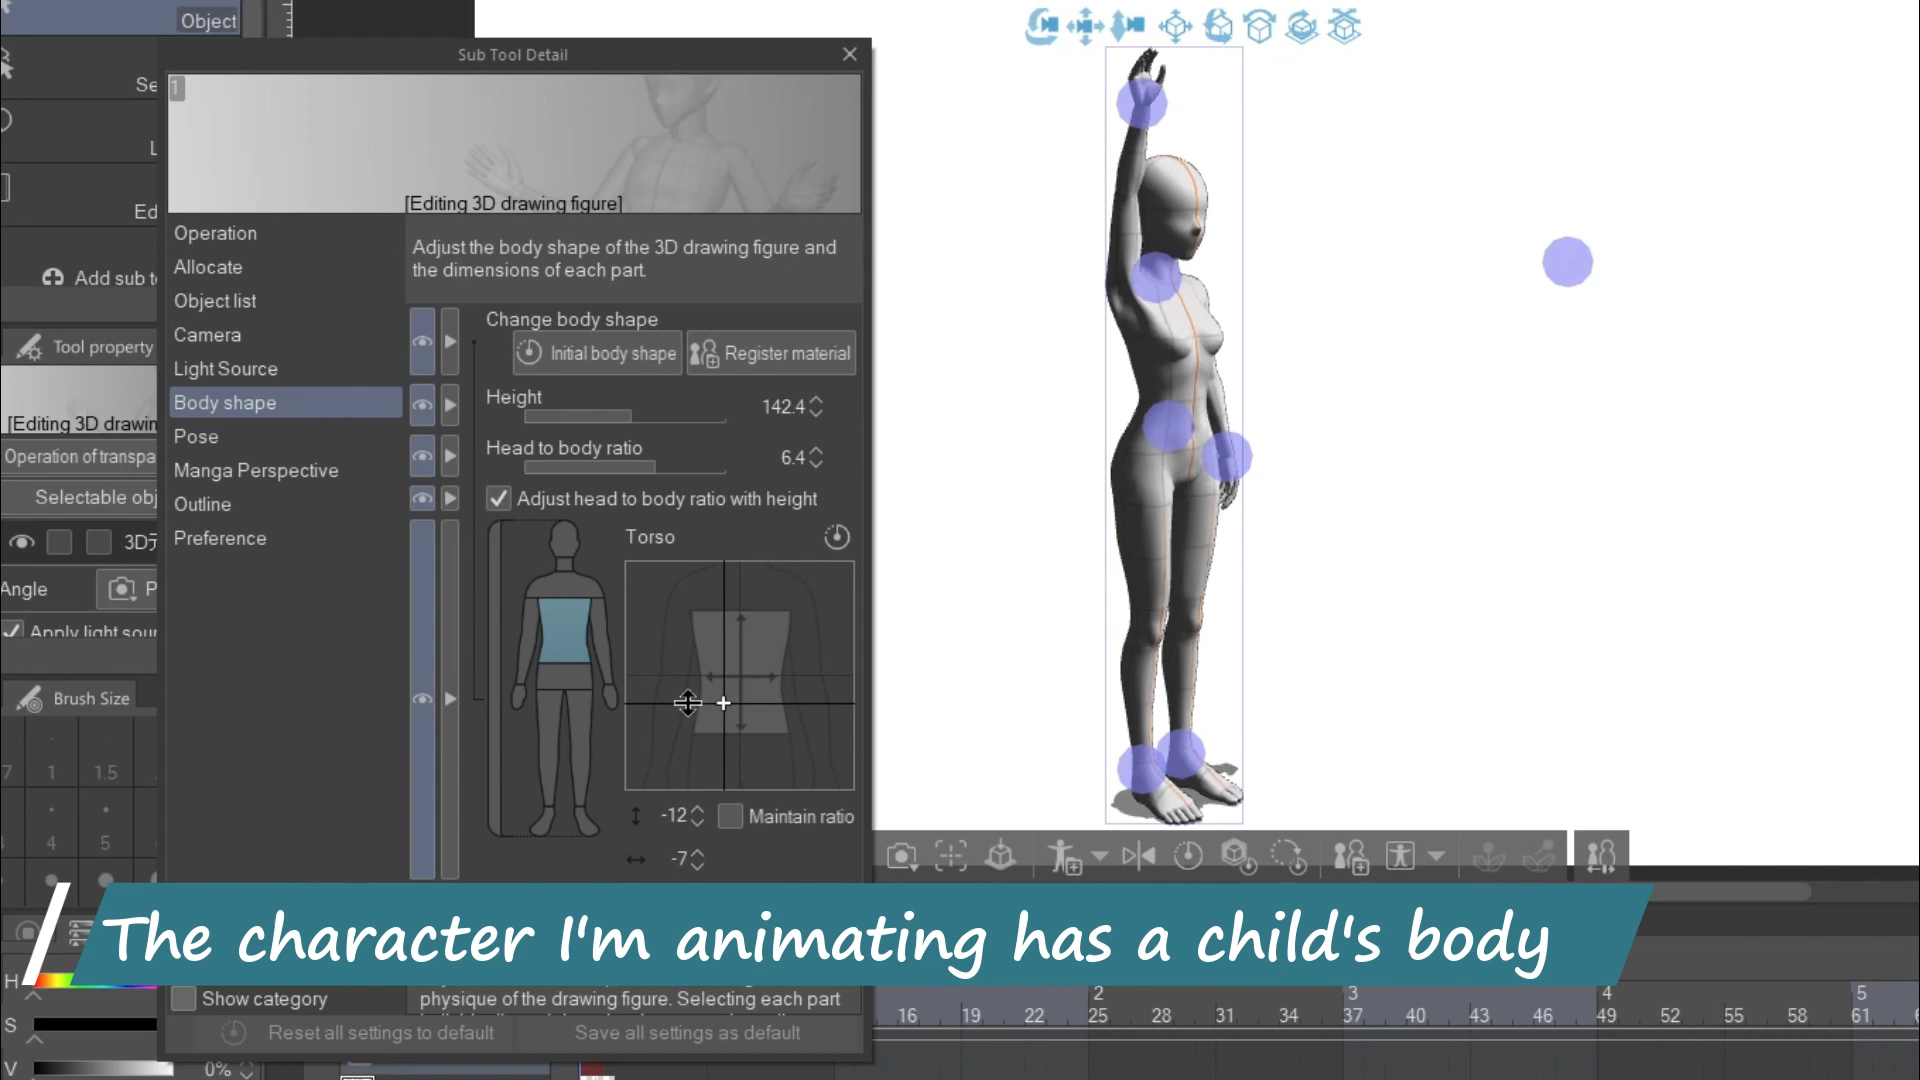 Object
Sub Tool Detail
1
[Editing 3D drawing figure]
Se
L
Ed
Add sub t
Tool property
[Editing 3D drawin
Operation of transpa
Selectable obj
3D元
Angle
P
Apply light sour
Brush Size
7
1
1.5
4
5
Operation
Allocate
Object list
Camera
Light Source
Body shape
Pose
Manga Perspective
Outline
Preference
Adjust the body shape of the 3D drawing figure and
the dimensions of each part.
Change body shape
Initial body shape
Register material
Height
142.4
Head to body ratio
6.4
Adjust head to body ratio with height
Torso
-12
Maintain ratio
-7
The character I'm animating has a child's body
H
S
V
0%
Show category
physique of the drawing figure. Selecting each part
Reset all settings to default
Save all settings as default
2
3
4
5
16
19
22
25
28
31
34
37
40
43
46
49
52
55
58
61